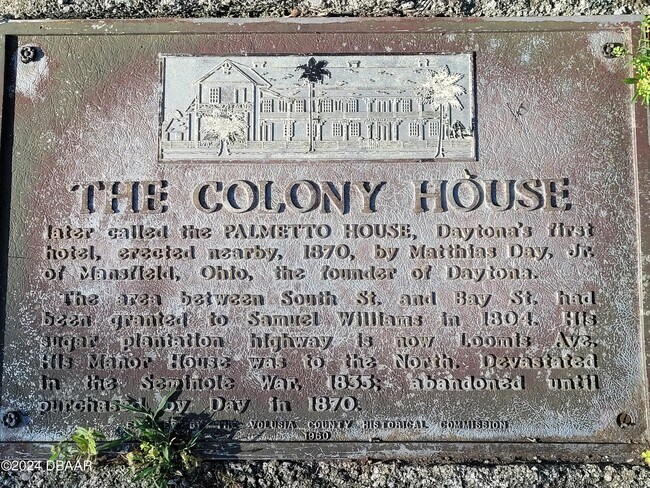 THE COLONY HOUSE
later called the PALMETTO HOUSE, Daytona's first
hotel, erected nearby, 1870, by Matthias Day, Jr.
of Mansfield, Ohio, the founder of Daytona.
The area between South St. and Bay St. had
been granted to Samuel Williams in 1804. His
sugar plantation highway is now Loomis Ave.
His Manor House was to the North. Devastated
in the Seminole War, 1835; abandoned until
purchased by Day in 1870.
BY THE VOLUSIA COUNTY HISTORICAL COMMISSION
1960
©2024 DBAAR